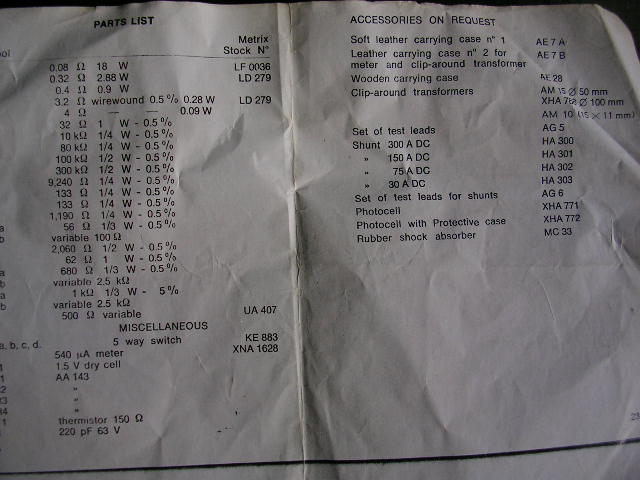 PARTS LIST
Metrix
ol Stock N°
0.08 Ω 18 W LF 0036
0.32 Ω 2.88 W LD 279
0.4 Ω 0.9 W
3.2 Ω wirewound 0.5 % 0.28 W LD 279
4 Ω — — 0.09 W
32 Ω 1 W - 0.5 %
10 kΩ 1/4 W - 0.5 %
80 kΩ 1/4 W - 0.5 %
100 kΩ 1/2 W - 0.5 %
300 kΩ 1/2 W - 0.5 %
9,240 Ω 1/4 W - 0.5 %
133 Ω 1/4 W - 0.5 %
133 Ω 1/4 W - 0.5 %
1,190 Ω 1/4 W - 0.5 %
a 56 Ω 1/3 W - 0.5 %
b variable 100 Ω
2,060 Ω 1/2 W - 0.5 %
62 Ω 1 W - 0.5 %
a 680 Ω 1/3 W - 0.5 %
b variable 2.5 kΩ
a 1 kΩ 1/3 W - 5 %
b variable 2.5 kΩ
500 Ω variable UA 407
MISCELLANEOUS
a, b, c, d. 5 way switch KE 883
540 µA meter XNA 1628
1 1.5 V dry cell
1 AA 143
2 "
3 "
4 "
1 thermistor 150 Ω
220 pF 63 V
ACCESSORIES ON REQUEST
Soft leather carrying case n° 1 AE 7 A
Leather carrying case n° 2 for AE 7 B
meter and clip-around transformer
Wooden carrying case AE 28
Clip-around transformers AM 15 Ø 50 mm
XHA 762 Ø 100 mm
AM 10 (15 × 11 mm)
Set of test leads AG 5
Shunt 300 A DC HA 300
" 150 A DC HA 301
" 75 A DC HA 302
" 30 A DC HA 303
Set of test leads for shunts AG 6
Photocell XHA 771
Photocell with Protective case XHA 772
Rubber shock absorber MC 33